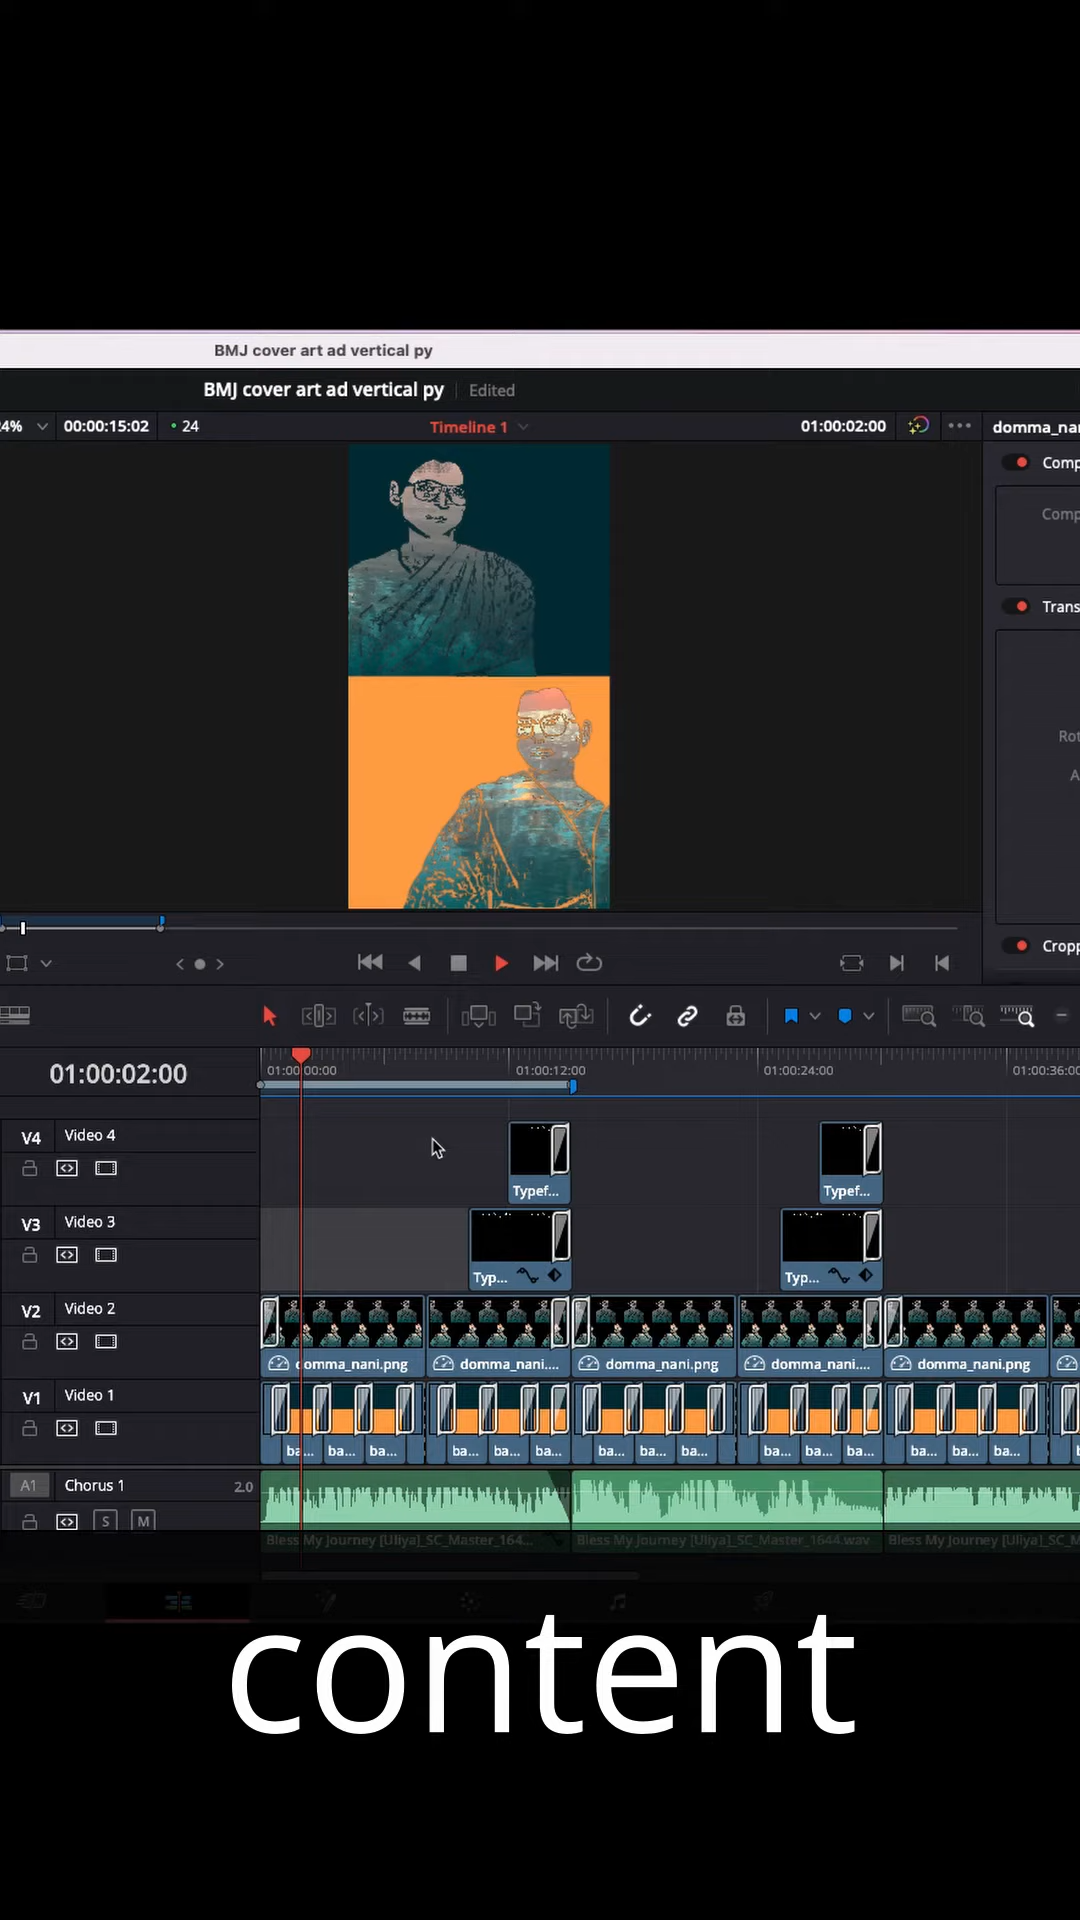 BMJ cover art ad vertical py
BMJ cover art ad vertical py Edited
24% 00:00:15:02 24 Timeline 1 01:00:02:00 ••• domma_nan
Comp
Comp
Trans
Rot
A
Cropp
01:00:02:00
01:00:00:00 01:00:12:00 01:00:24:00 01:00:36:00
V4 Video 4
Typef... Typef...
V3 Video 3
Typ... Typ...
V2 Video 2
domma_nani.png domma_nani.... domma_nani.png domma_nani.... domma_nani.png
V1 Video 1
ba... ba... ba... ba... ba... ba... ba... ba... ba... ba... ba... ba... ba... ba... ba...
A1 Chorus 1 2.0
S M
Bless My Journey [Uliya]_SC_Master_164... Bless My Journey [Uliya]_SC_Master_1644.wav Bless My Journey [Uliya]_SC_M
content